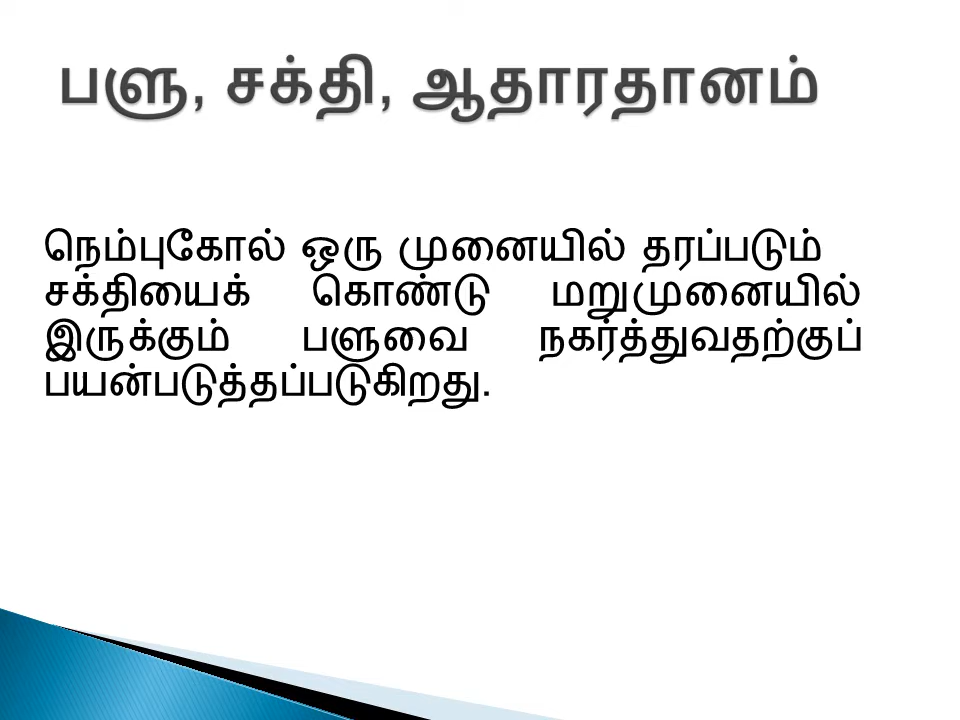 பளு, சக்தி, ஆதாரதானம்
நெம்புகோல் ஒரு முனையில் தரப்படும்
சக்தியைக் கொண்டு மறுமுனையில்
இருக்கும் பளுவை நகர்த்துவதற்குப்
பயன்படுத்தப்படுகிறது.